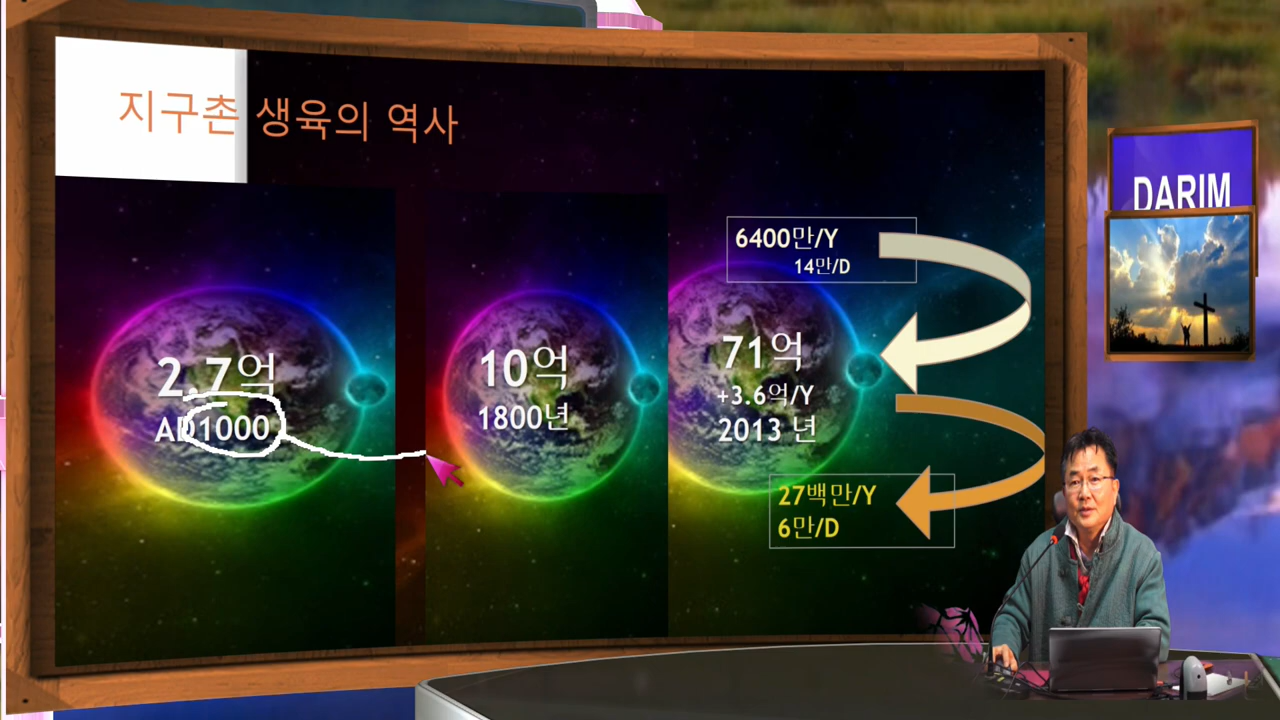 지구촌 생육의 역사
2.7억
AD1000
10억
1800년
6400만/Y
14만/D
71억
+3.6억/Y
2013 년
27백만/Y
6만/D
DARIM